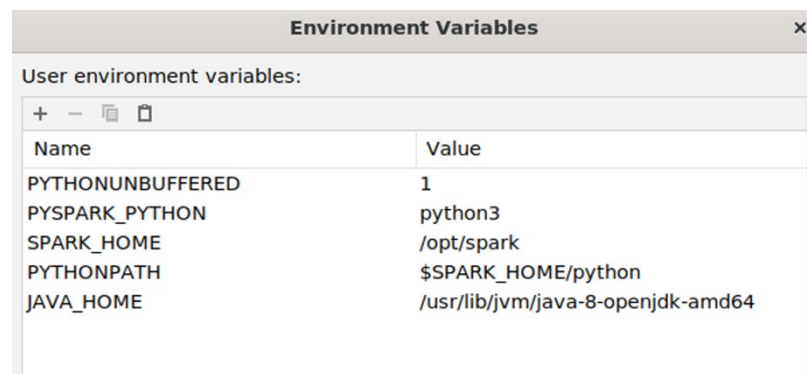 Environment Variables ×
User environment variables:
Name Value
PYTHONUNBUFFERED 1
PYSPARK_PYTHON python3
SPARK_HOME /opt/spark
PYTHONPATH $SPARK_HOME/python
JAVA_HOME /usr/lib/jvm/java-8-openjdk-amd64